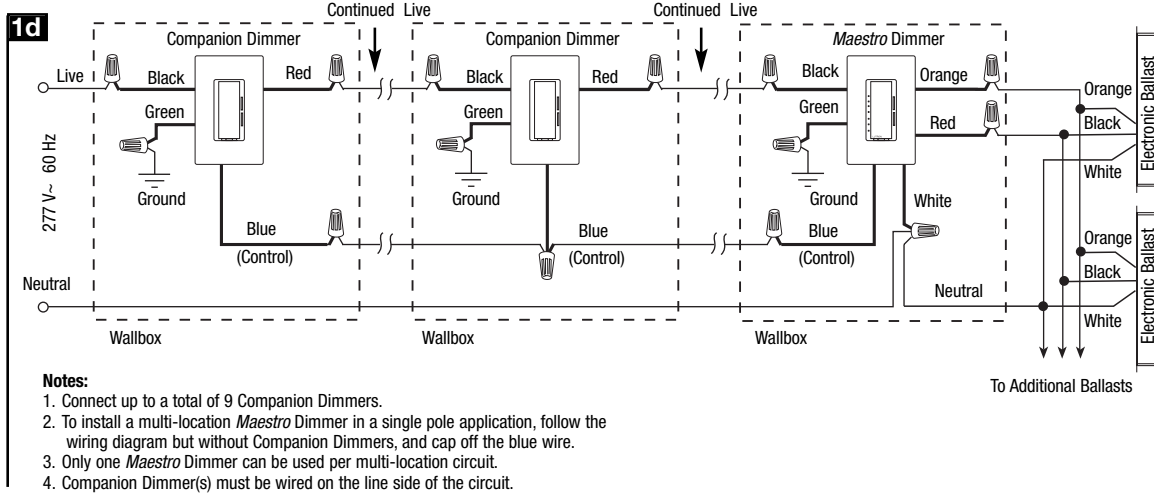 1d
Continued Live
Continued Live
Companion Dimmer
Companion Dimmer
Maestro Dimmer
Live
Black
Red
Black
Red
Black
Orange
Green
Green
Green
Red
Ground
Ground
Ground
White
Blue
(Control)
Blue
(Control)
Blue
(Control)
277 V~ 60 Hz
Neutral
Neutral
Wallbox
Wallbox
Wallbox
Orange
Black
White
Electronic Ballast
Orange
Black
White
Electronic Ballast
To Additional Ballasts
Notes:
1. Connect up to a total of 9 Companion Dimmers.
2. To install a multi-location Maestro Dimmer in a single pole application, follow the
wiring diagram but without Companion Dimmers, and cap off the blue wire.
3. Only one Maestro Dimmer can be used per multi-location circuit.
4. Companion Dimmer(s) must be wired on the line side of the circuit.